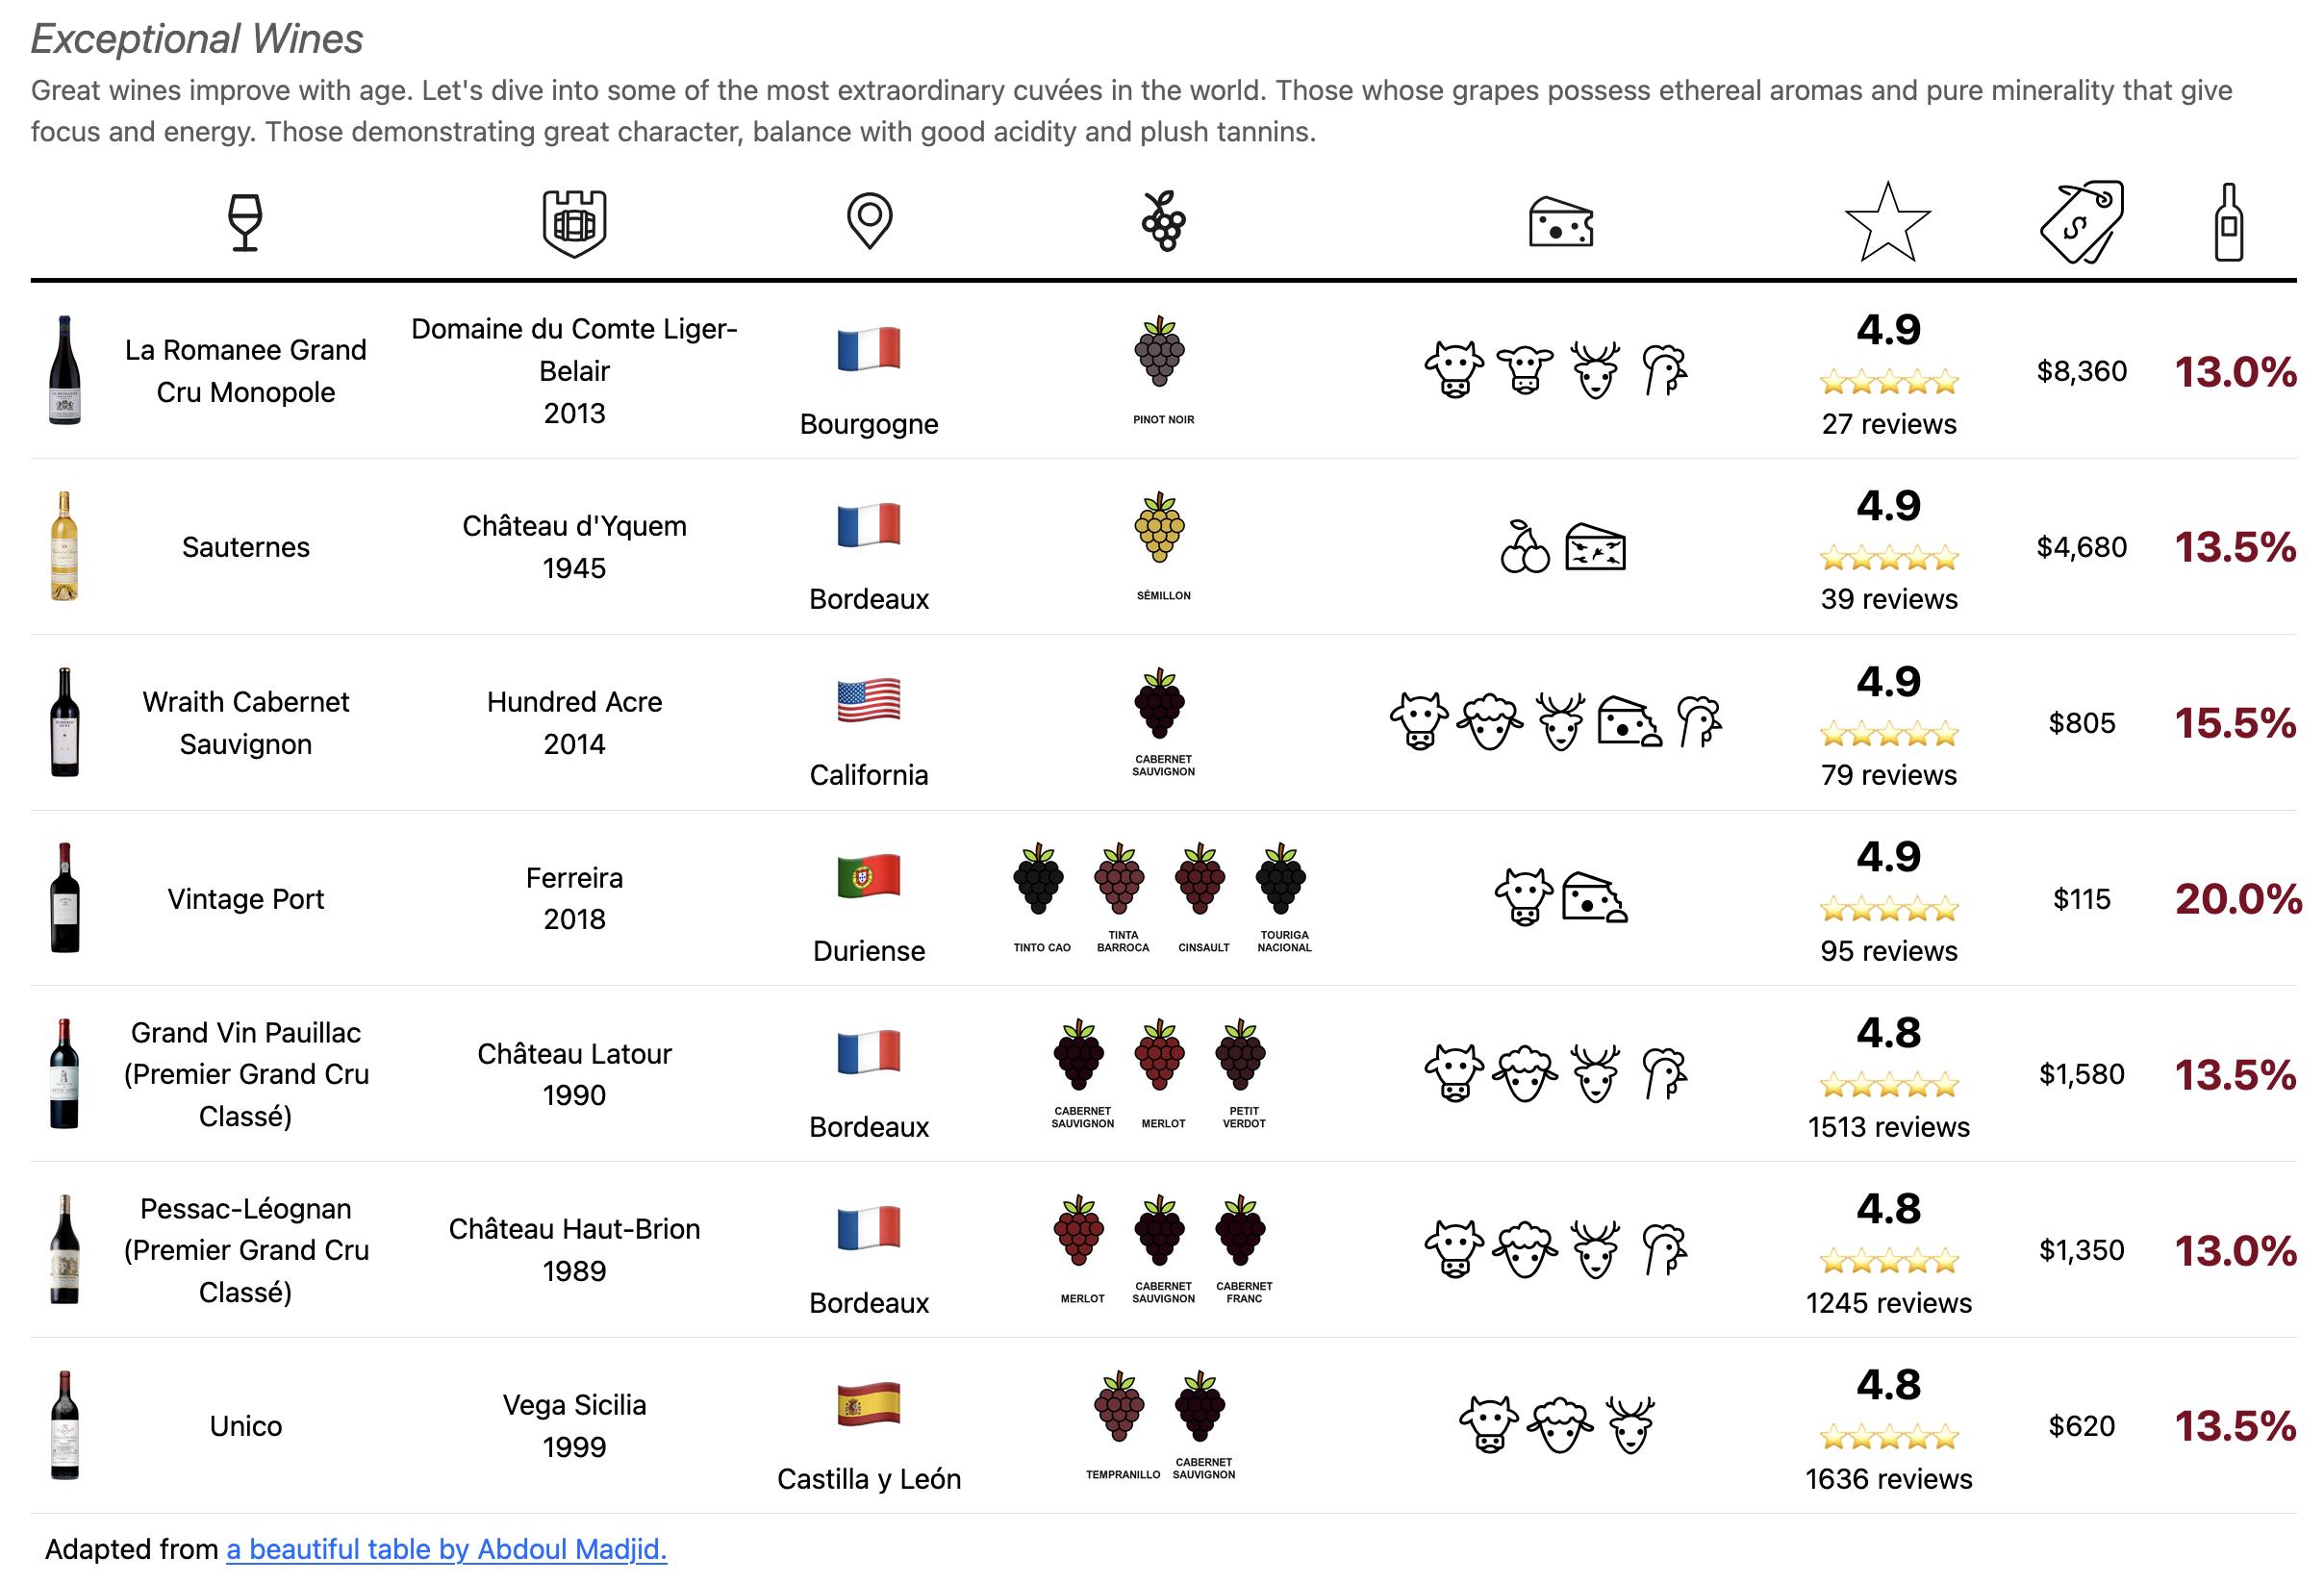 Exceptional Wines
Great wines improve with age. Let's dive into some of the most extraordinary cuvées in the world. Those whose grapes possess ethereal aromas and pure minerality that give
focus and energy. Those demonstrating great character, balance with good acidity and plush tannins.
$
La Romanee Grand
Cru Monopole
Domaine du Comte Liger-
Belair
2013
Bourgogne
PINOT NOIR
4.9
27 reviews
$8,360
13.0%
Sauternes
Château d'Yquem
1945
Bordeaux
SÉMILLON
4.9
39 reviews
$4,680
13.5%
Wraith Cabernet
Sauvignon
Hundred Acre
2014
California
CABERNET
SAUVIGNON
4.9
79 reviews
$805
15.5%
Vintage Port
Ferreira
2018
Duriense
TINTO CAO
TINTA
BARROCA
CINSAULT
TOURIGA
NACIONAL
4.9
95 reviews
$115
20.0%
Grand Vin Pauillac
(Premier Grand Cru
Classé)
Château Latour
1990
Bordeaux
CABERNET
SAUVIGNON
MERLOT
PETIT
VERDOT
4.8
1513 reviews
$1,580
13.5%
Pessac-Léognan
(Premier Grand Cru
Classé)
Château Haut-Brion
1989
Bordeaux
MERLOT
CABERNET
SAUVIGNON
CABERNET
FRANC
4.8
1245 reviews
$1,350
13.0%
Unico
Vega Sicilia
1999
Castilla y León
TEMPRANILLO
CABERNET
SAUVIGNON
4.8
1636 reviews
$620
13.5%
Adapted from a beautiful table by Abdoul Madjid.